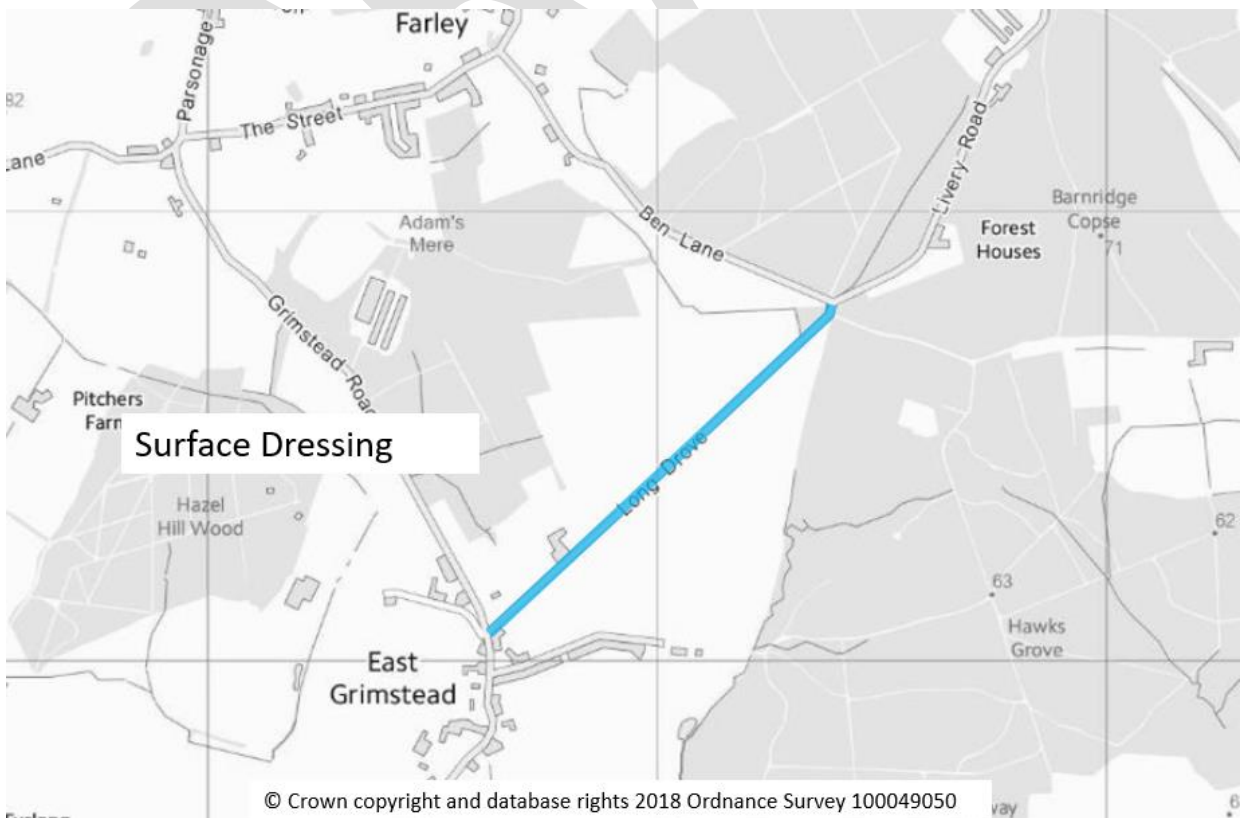 Farley
Parsonage
82
The Street
Lane
Livery Road
Barnridge
Copse
71
Adam's
Mere
Ben Lane
Forest
Houses
Grimstead Road
Pitchers
Farm
Surface Dressing
Long Drove
Hazel
Hill Wood
62
63
Hawks
Grove
East
Grimstead
© Crown copyright and database rights 2018 Ordnance Survey 100049050
way
6